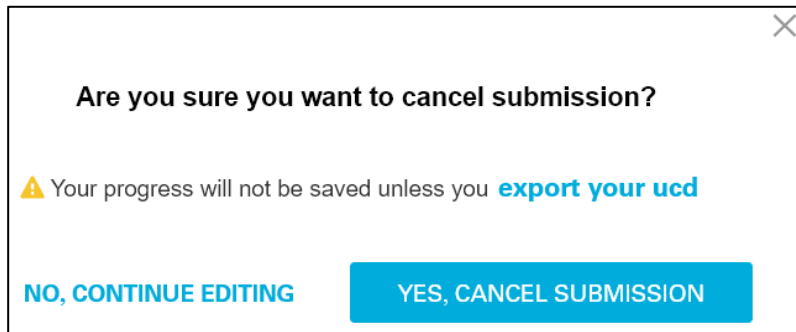 Are you sure you want to cancel submission?
Your progress will not be saved unless you export your ucd
NO, CONTINUE EDITING
YES, CANCEL SUBMISSION